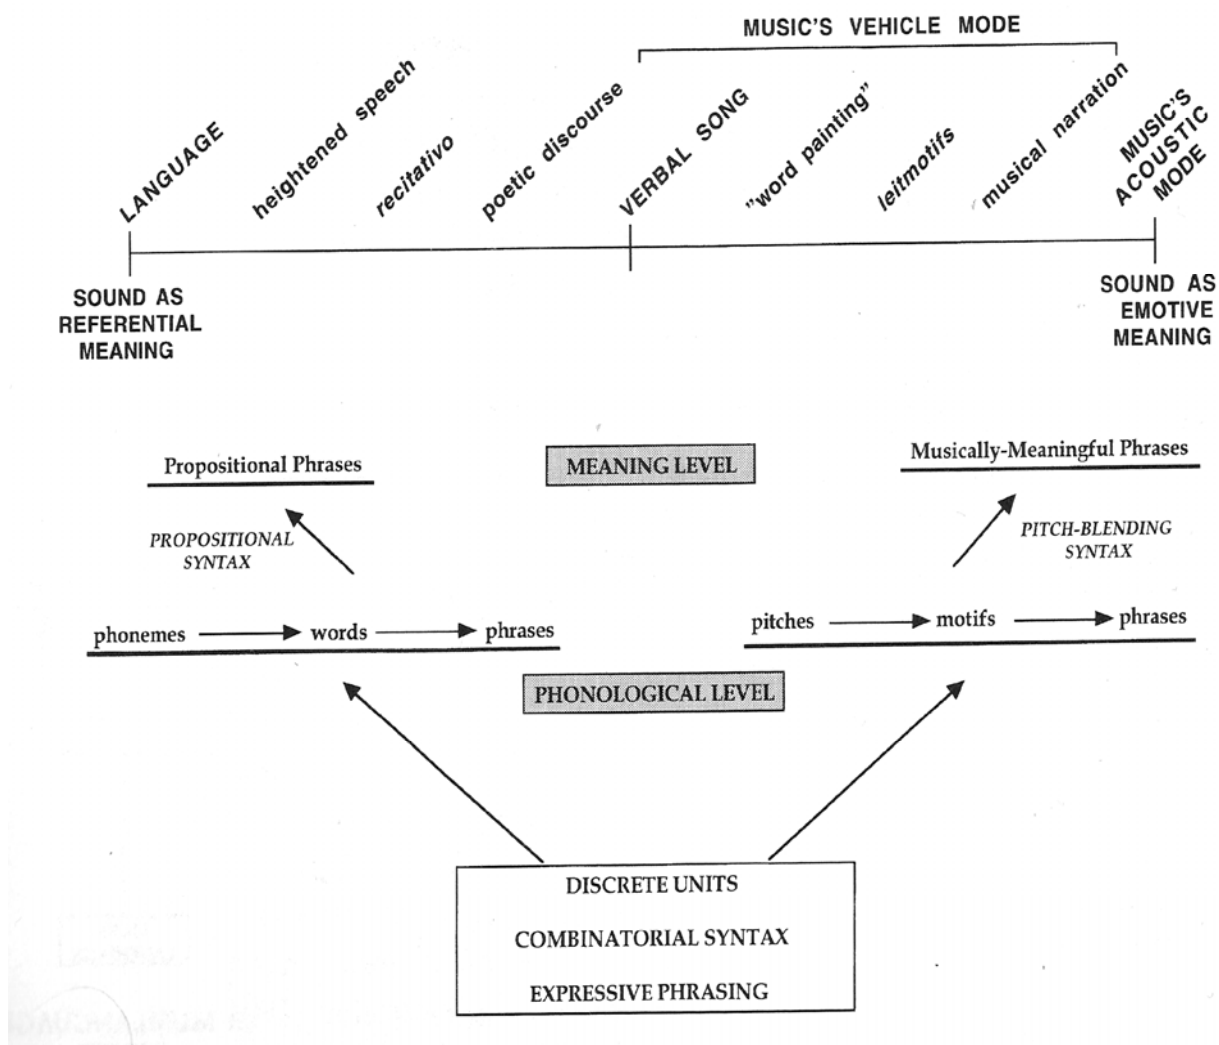 MUSIC'S VEHICLE MODE
LANGUAGE
heightened speech
recitativo
poetic discourse
VERBAL SONG
"word painting"
leitmotifs
musical narration
MUSIC'S
ACOUSTIC
MODE
SOUND AS
REFERENTIAL
MEANING
SOUND AS
EMOTIVE
MEANING
Propositional Phrases
MEANING LEVEL
Musically-Meaningful Phrases
PROPOSITIONAL
SYNTAX
PITCH-BLENDING
SYNTAX
phonemes words phrases
pitches motifs phrases
PHONOLOGICAL LEVEL
DISCRETE UNITS
COMBINATORIAL SYNTAX
EXPRESSIVE PHRASING